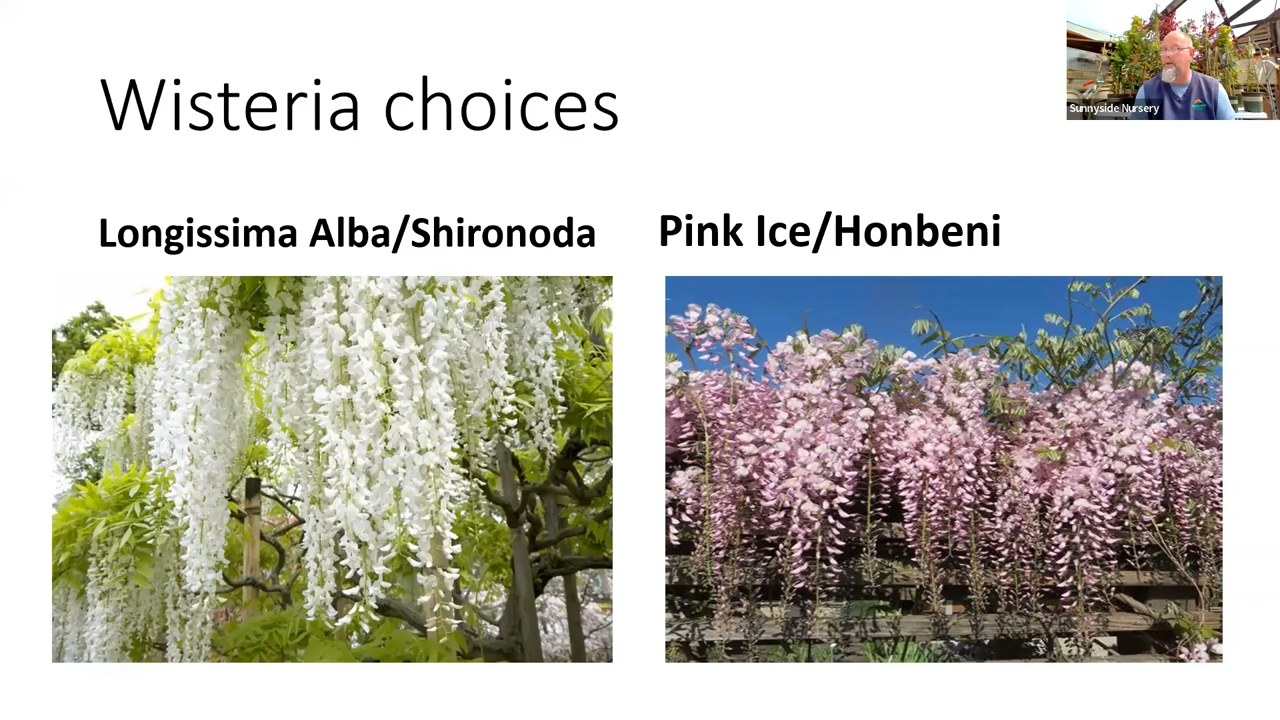 Wisteria choices
Sunnyside Nursery
Longissima Alba/Shironoda
Pink Ice/Honbeni